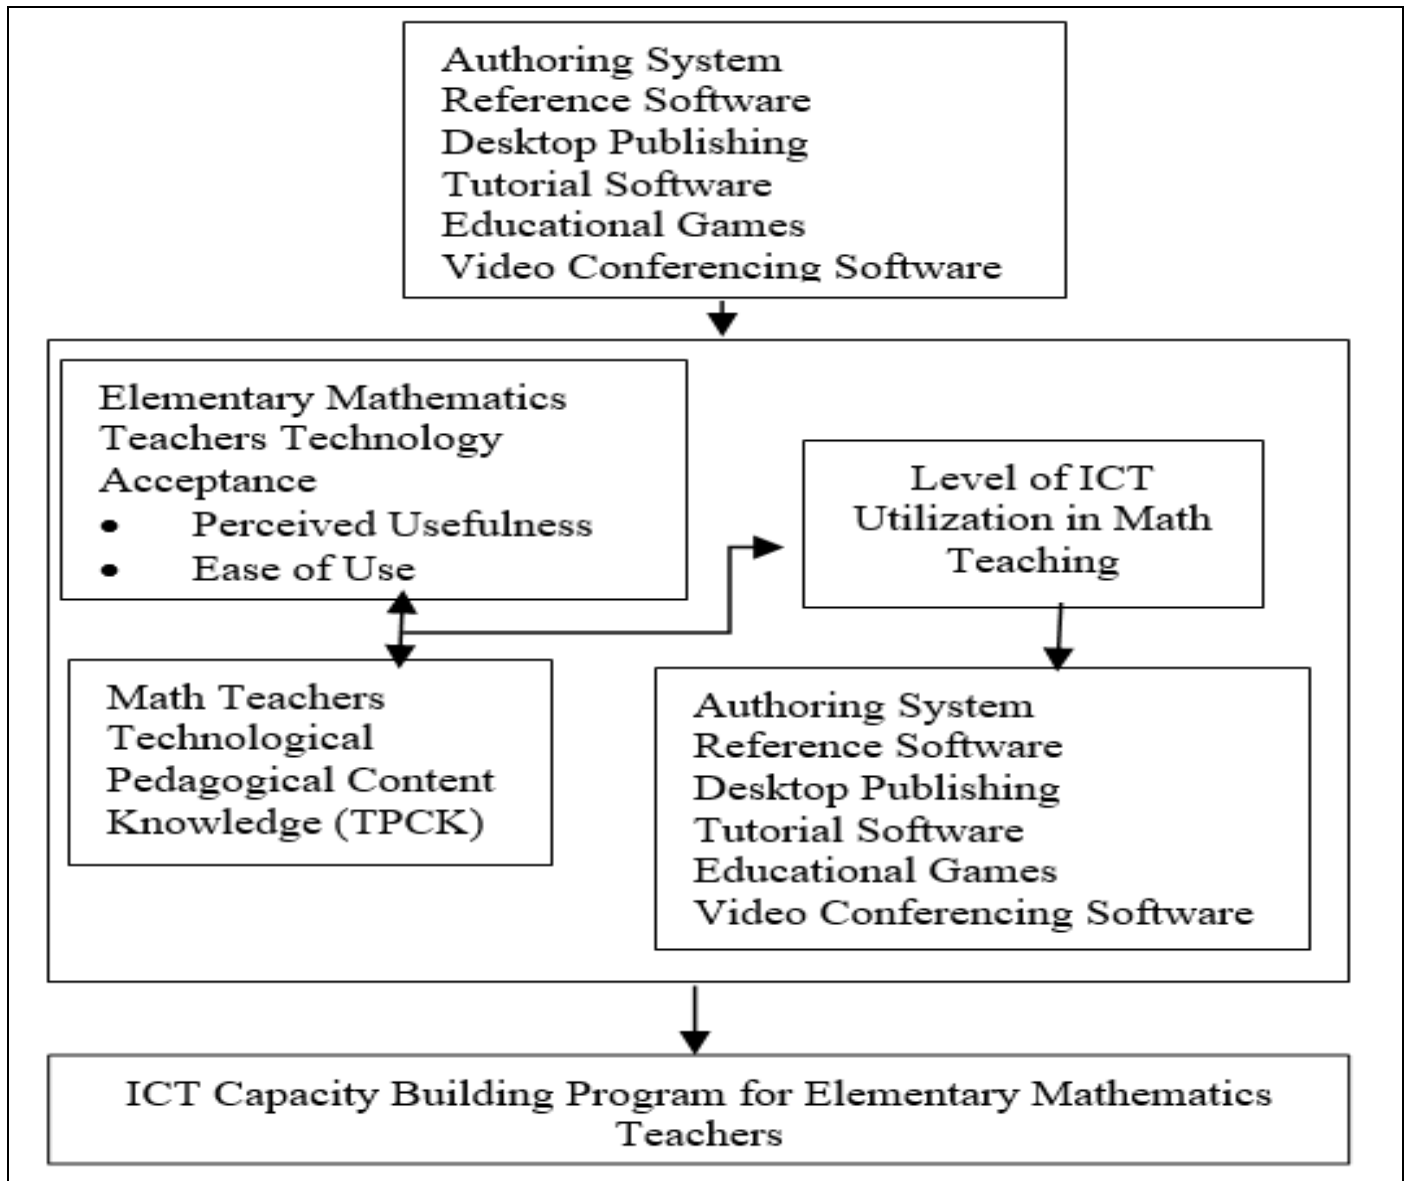 Authoring System
Reference Software
Desktop Publishing
Tutorial Software
Educational Games
Video Conferencing Software
Elementary Mathematics
Teachers Technology
Acceptance
• Perceived Usefulness
• Ease of Use
Level of ICT
Utilization in Math
Teaching
Math Teachers
Technological
Pedagogical Content
Knowledge (TPCK)
Authoring System
Reference Software
Desktop Publishing
Tutorial Software
Educational Games
Video Conferencing Software
ICT Capacity Building Program for Elementary Mathematics
Teachers